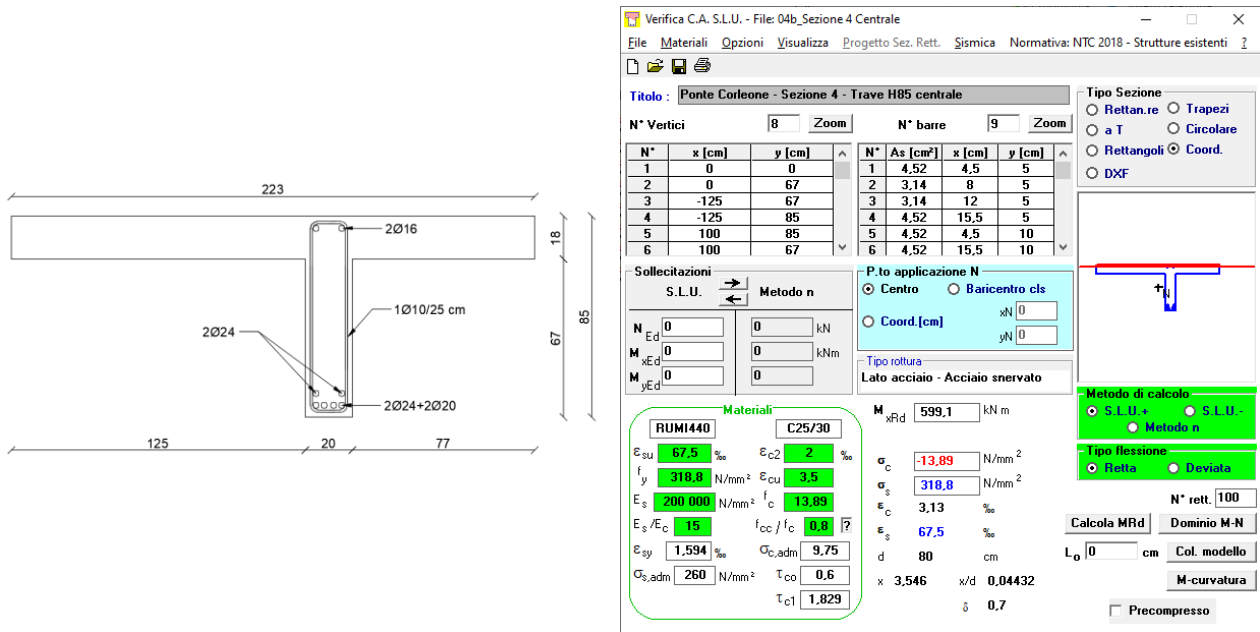 223
2Ø16
18
1Ø10/25 cm
2Ø24
67
85
2Ø24+2Ø20
125
20
77
Verifica C.A. S.L.U. - File: 04b_Sezione 4 Centrale
File Materiali Opzioni Visualizza Progetto Sez. Rett. Sismica Normativa: NTC 2018 - Strutture esistenti ?
Titolo : Ponte Corleone - Sezione 4 - Trave H85 centrale
N° Vertici 8 Zoom N° barre 9 Zoom
N° x [cm] y [cm]
1 0 0
2 0 67
3 -125 67
4 -125 85
5 100 85
6 100 67
N° As [cm²] x [cm] y [cm]
1 4,52 4,5 5
2 3,14 8 5
3 3,14 12 5
4 4,52 15,5 5
5 4,52 4,5 10
6 4,52 15,5 10
Tipo Sezione
Rettan.re Trapezi
a T Circolare
Rettangoli Coord.
DXF
Sollecitazioni
S.L.U. Metodo n
N Ed 0 0 kN
M xEd 0 0 kNm
M yEd 0 0
P.to applicazione N
Centro Baricentro cls
Coord.[cm] xN 0
yN 0
Tipo rottura
Lato acciaio - Acciaio snervato
N
Metodo di calcolo
S.L.U.+ S.L.U.-
Metodo n
Tipo flessione
Retta Deviata
Materiali
RUMI440 C25/30
εsu 67,5 ‰ εc2 2 ‰
fy 318,8 N/mm² εcu 3,5
Es 200 000 N/mm² fc 13,89
Es/Ec 15 fcc / fc 0,8 ?
εsy 1,594 ‰ σc,adm 9,75
σs,adm 260 N/mm² τco 0,6
τc1 1,829
M xRd 599,1 kN m
σc -13,89 N/mm²
σs 318,8 N/mm²
εc 3,13 ‰
εs 67,5 ‰
d 80 cm
x 3,546 x/d 0,04432
δ 0,7
N° rett. 100
Calcola MRd Dominio M-N
Lo 0 cm Col. modello
M-curvatura
Precompresso